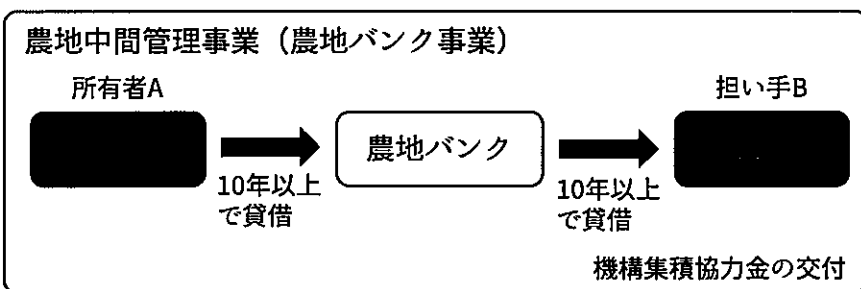 農地中間管理事業（農地バンク事業）
所有者A
担い手B
農地バンク
10年以上
で貸借
10年以上
で貸借
機構集積協力金の交付